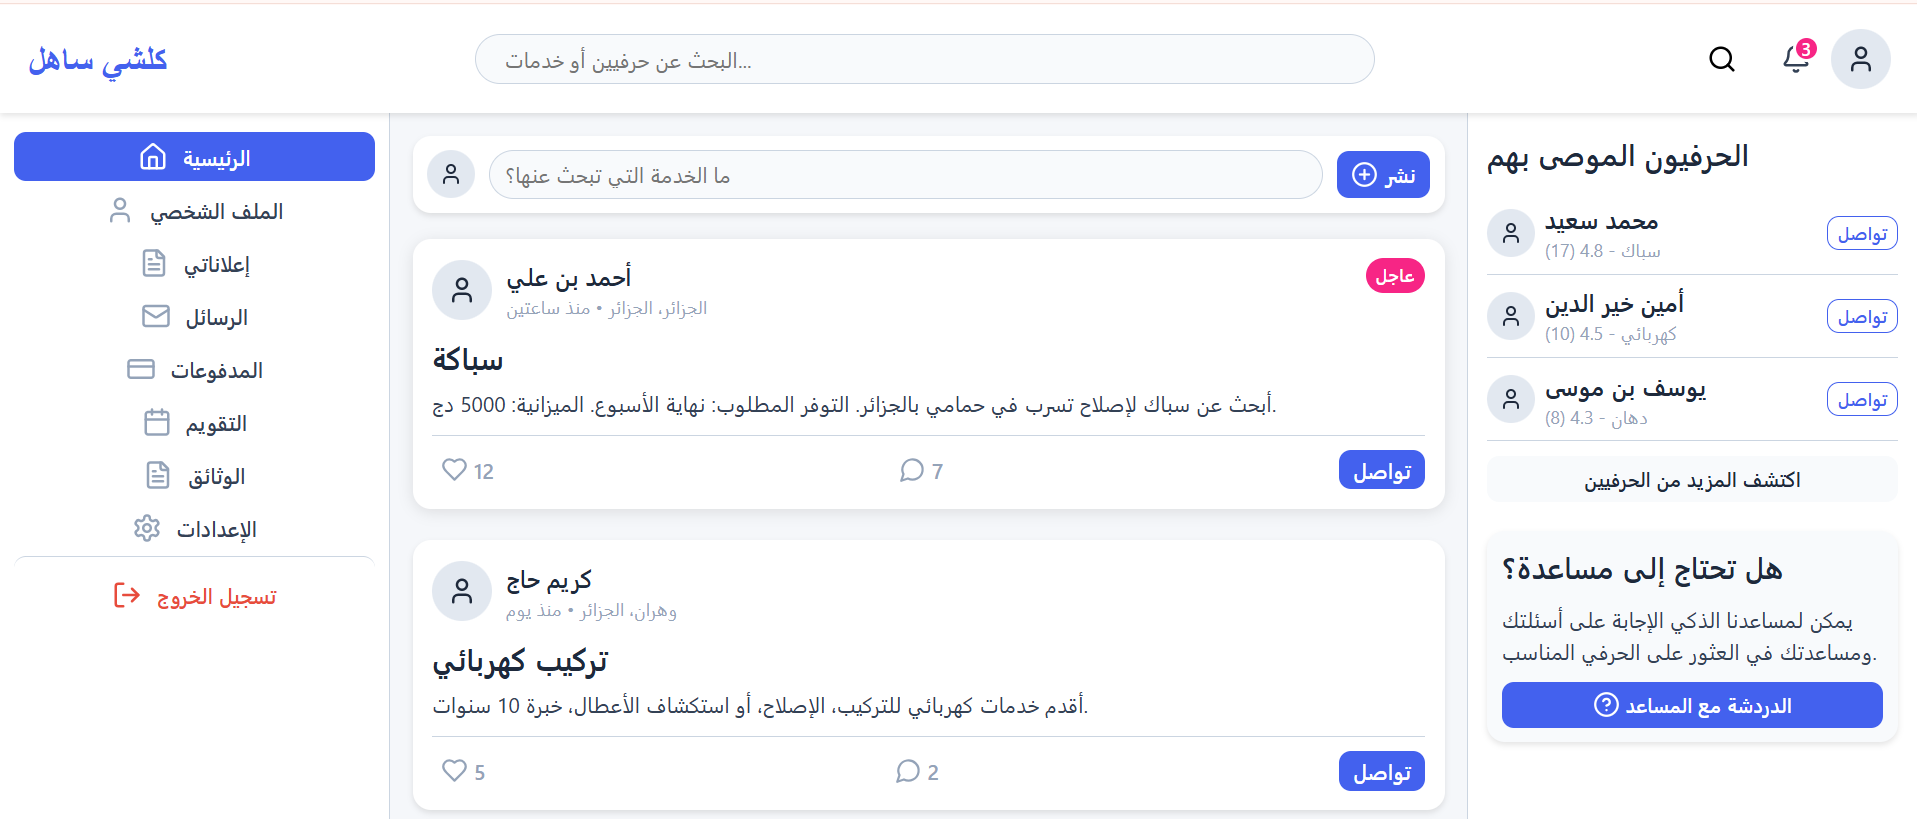 كلشي ساهل
البحث عن حرفيين أو خدمات...
3
الرئيسية
الملف الشخصي
إعلاناتي
الرسائل
المدفوعات
التقويم
الوثائق
الإعدادات
تسجيل الخروج
ما الخدمة التي تبحث عنها؟
نشر
أحمد بن علي
الجزائر، الجزائر • منذ ساعتين
عاجل
سباكة
أبحث عن سباك لإصلاح تسرب في حمامي بالجزائر. التوفر المطلوب: نهاية الأسبوع. الميزانية: 5000 دج.
12
7
تواصل
كريم حاج
وهران، الجزائر • منذ يوم
تركيب كهربائي
أقدم خدمات كهربائي للتركيب، الإصلاح، أو استكشاف الأعطال، خبرة 10 سنوات.
5
2
تواصل
الحرفيون الموصى بهم
محمد سعيد
سباك - 4.8 (17)
تواصل
أمين خير الدين
كهربائي - 4.5 (10)
تواصل
يوسف بن موسى
دهان - 4.3 (8)
تواصل
اكتشف المزيد من الحرفيين
هل تحتاج إلى مساعدة؟
يمكن لمساعدنا الذكي الإجابة على أسئلتك
ومساعدتك في العثور على الحرفي المناسب.
الدردشة مع المساعد